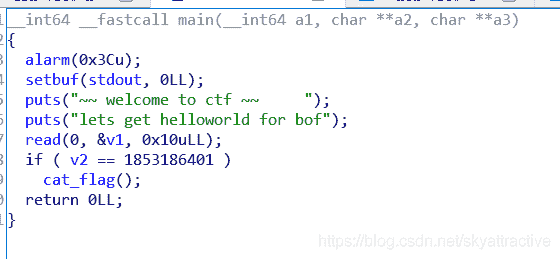 __int64 __fastcall main(__int64 a1, char **a2, char **a3)
{
alarm(0x3Cu);
setbuf(stdout, 0LL);
puts("~~ welcome to ctf ~~     ");
puts("lets get helloworld for bof");
read(0, &v1, 0x10uLL);
if ( v2 == 1853186401 )
cat_flag();
return 0LL;
}
https://blog.csdn.net/skyattractive